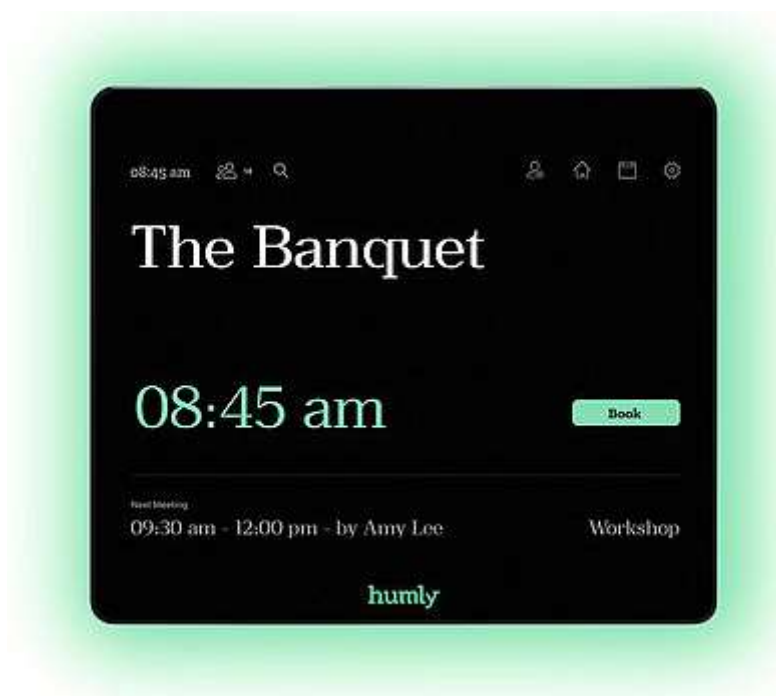 08:45 am
The Banquet
08:45 am
Book
Next Meeting
09:30 am - 12:00 pm - by Amy Lee
Workshop
humly